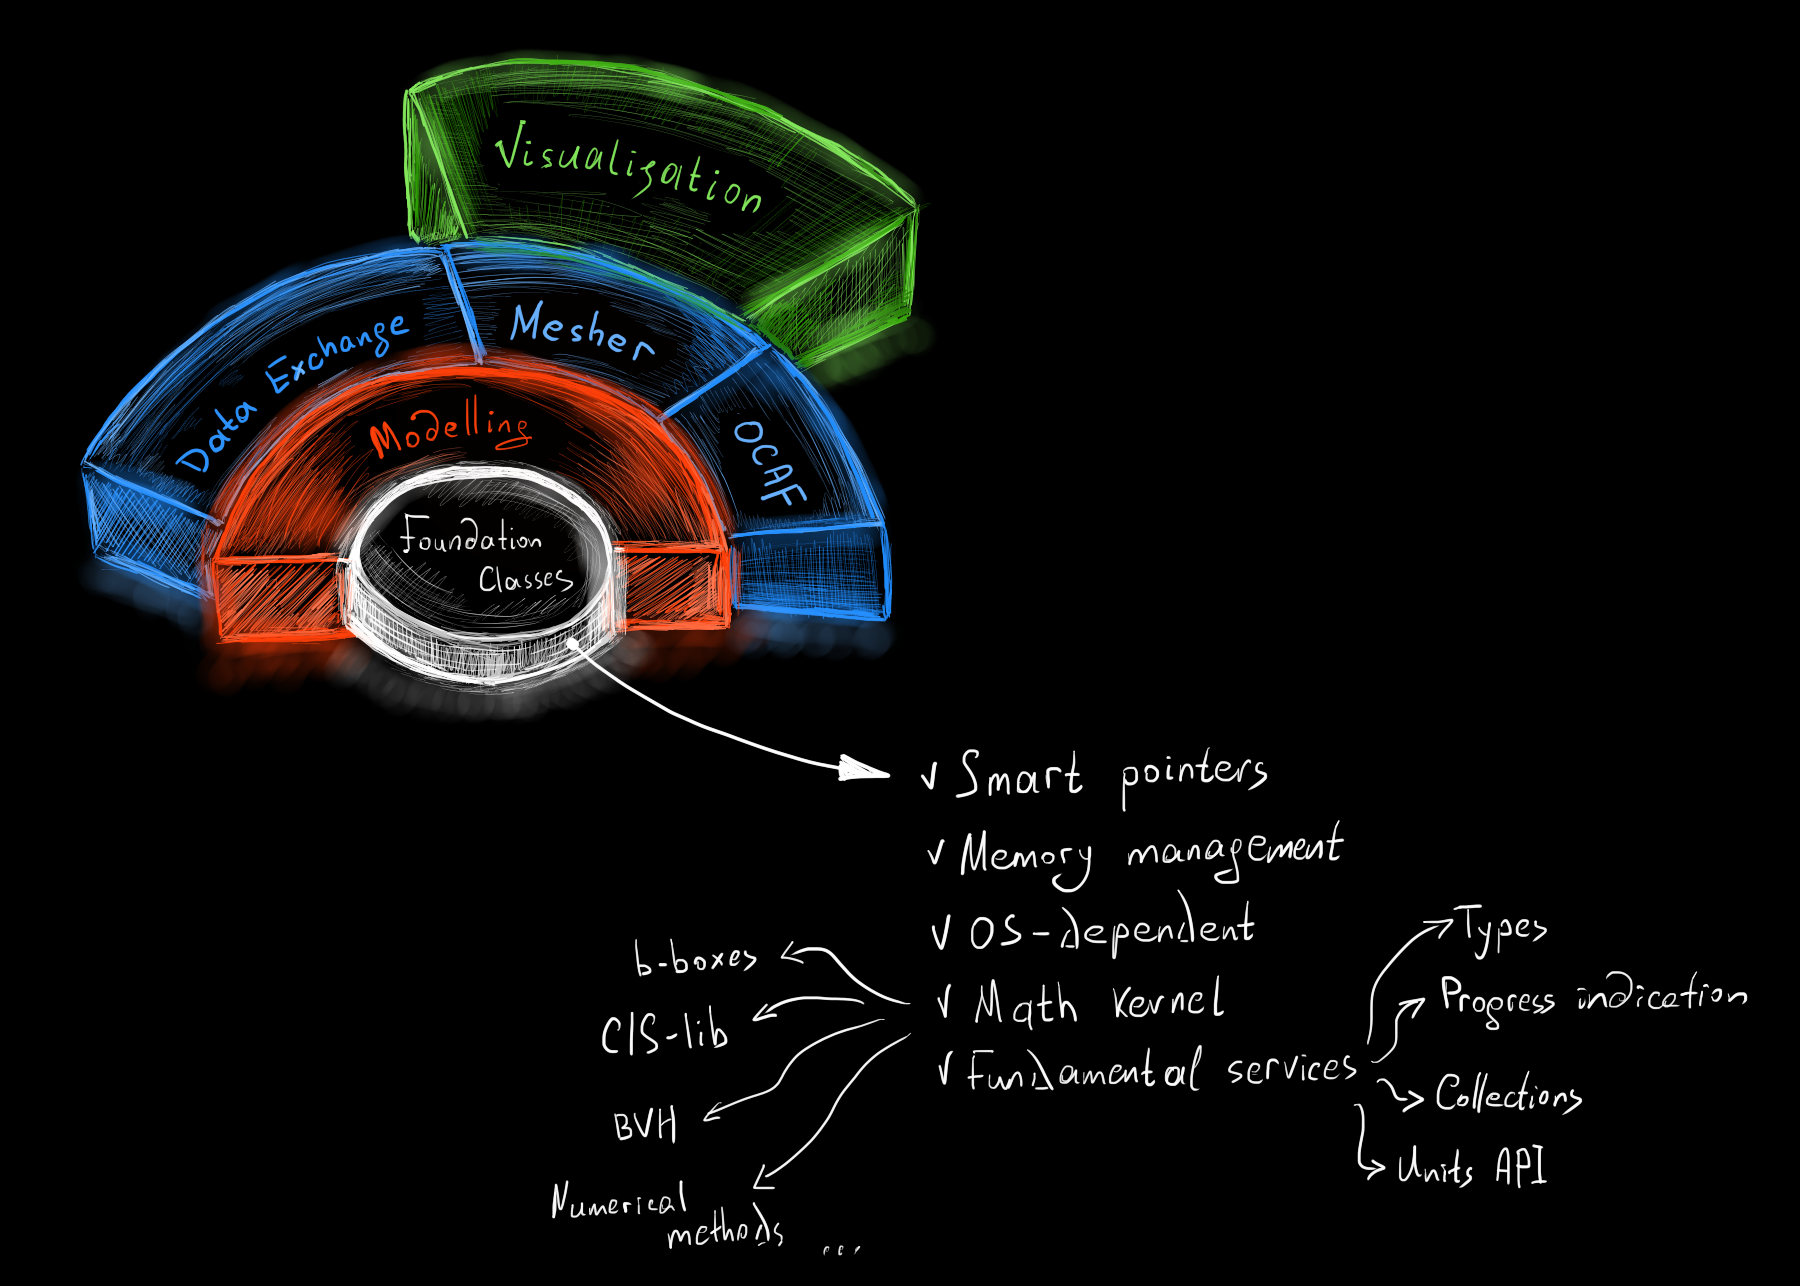 Visualization
Mesher
Data Exchange
OCAF
Modelling
Foundation
Classes
✓ Smart pointers
✓ Memory management
✓ OS-dependent
✓ Math kernel
✓ Fundamental services
b-boxes
C/S-lib
BVH
Numerical
methods ...
Types
Progress indication
Collections
Units API